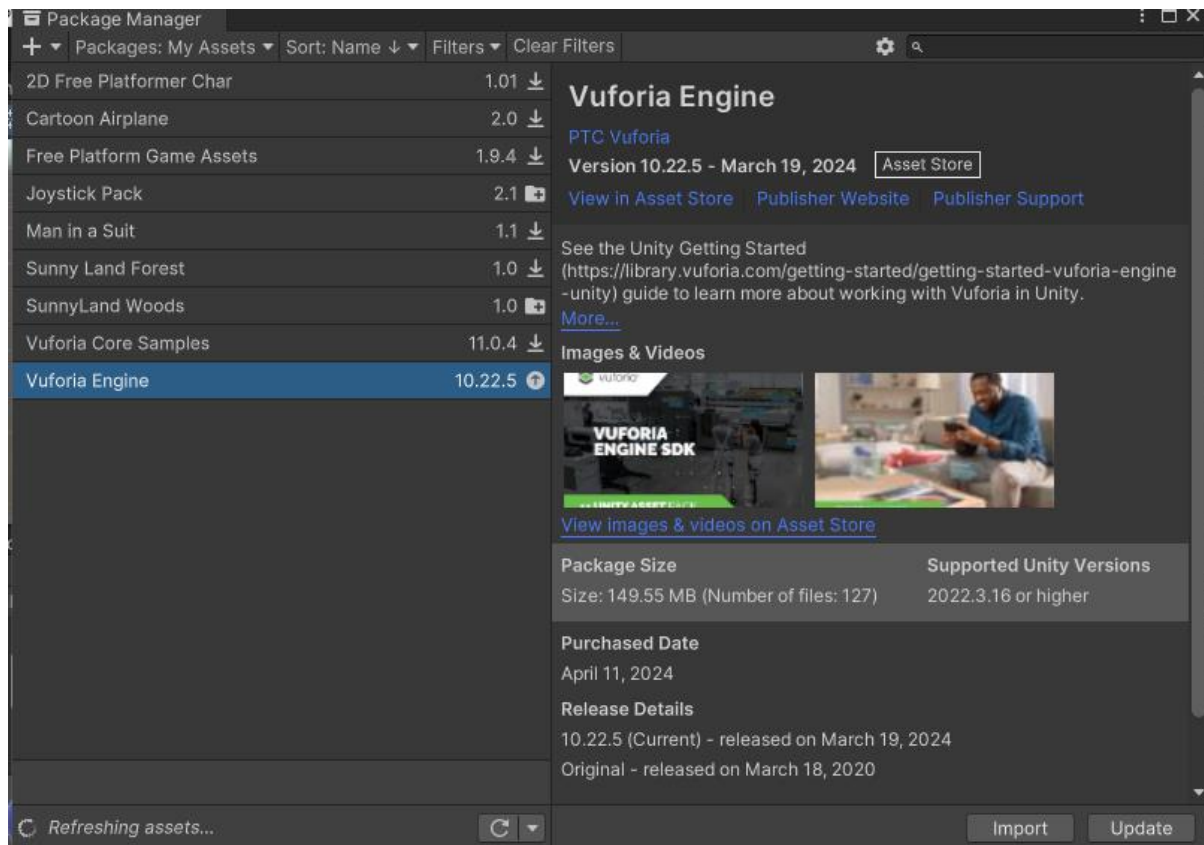 Package Manager
+ Packages: My Assets Sort: Name ↓ Filters Clear Filters
2D Free Platformer Char 1.01
Cartoon Airplane 2.0
Free Platform Game Assets 1.9.4
Joystick Pack 2.1
Man in a Suit 1.1
Sunny Land Forest 1.0
SunnyLand Woods 1.0
Vuforia Core Samples 11.0.4
Vuforia Engine 10.22.5
Refreshing assets...
Vuforia Engine
PTC Vuforia
Version 10.22.5 - March 19, 2024 Asset Store
View in Asset Store Publisher Website Publisher Support
See the Unity Getting Started
(https://library.vuforia.com/getting-started/getting-started-vuforia-engine
-unity) guide to learn more about working with Vuforia in Unity.
More...
Images & Videos
vuforia
VUFORIA
ENGINE SDK
UNITY ASSET PACK
View images & videos on Asset Store
Package Size Supported Unity Versions
Size: 149.55 MB (Number of files: 127) 2022.3.16 or higher
Purchased Date
April 11, 2024
Release Details
10.22.5 (Current) - released on March 19, 2024
Original - released on March 18, 2020
Import Update